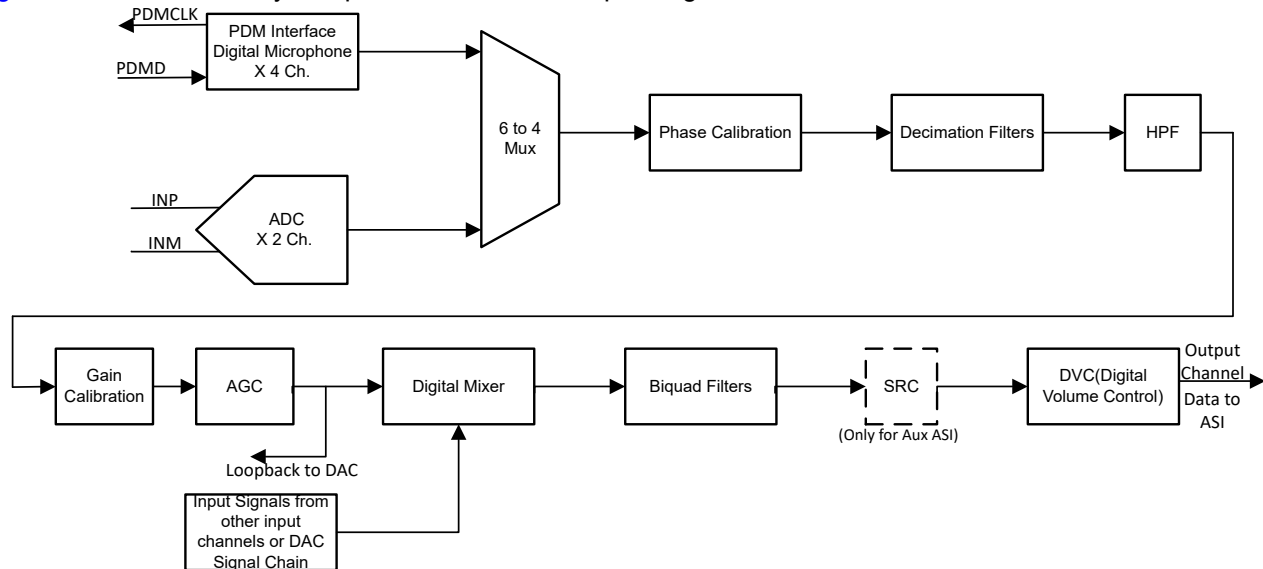 PDMCLK
PDM Interface
Digital Microphone
X 4 Ch.
PDMD
6 to 4
Mux
Phase Calibration
Decimation Filters
HPF
INP
INM
ADC
X 2 Ch.
Gain
Calibration
AGC
Digital Mixer
Biquad Filters
SRC
(Only for Aux ASI)
DVC(Digital
Volume Control)
Output
Channel
Data to
ASI
Loopback to DAC
Input Signals from
other input
channels or DAC
Signal Chain